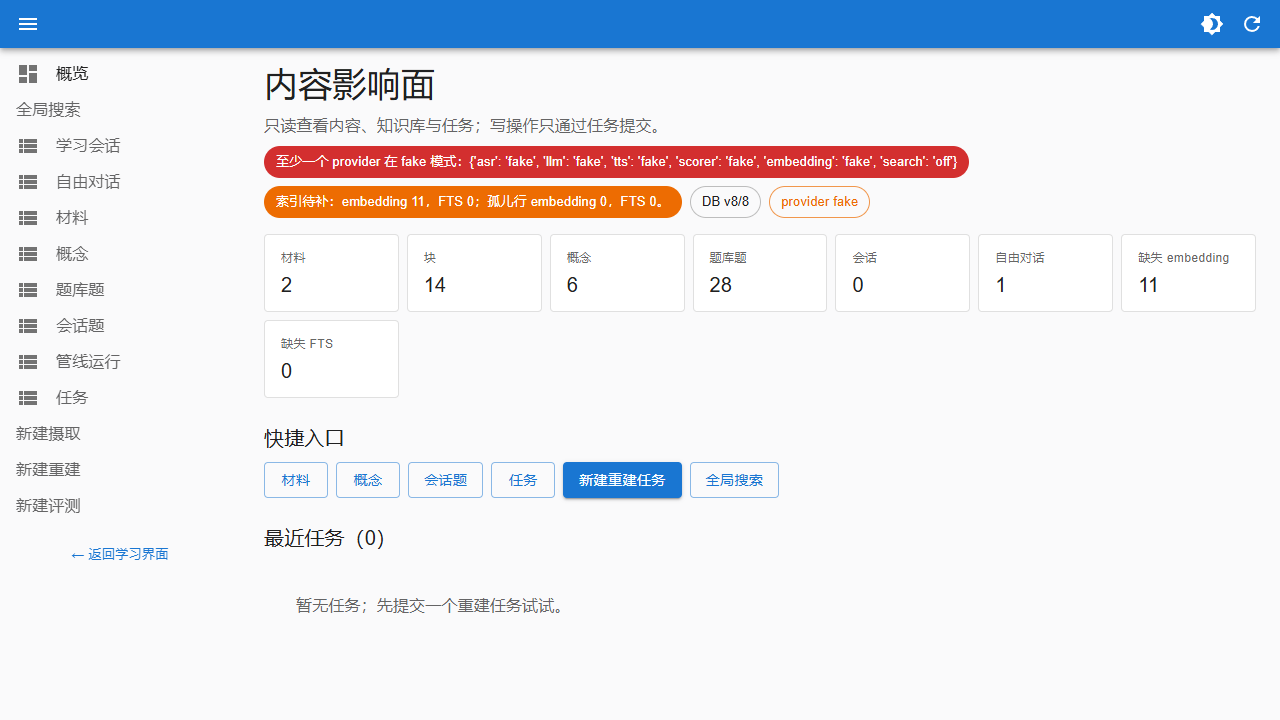 概览
全局搜索
学习会话
自由对话
材料
概念
题库题
会话题
管线运行
任务
新建摄取
新建重建
新建评测
← 返回学习界面
内容影响面
只读查看内容、知识库与任务；写操作只通过任务提交。
至少一个 provider 在 fake 模式：{'asr': 'fake', 'llm': 'fake', 'tts': 'fake', 'scorer': 'fake', 'embedding': 'fake', 'search': 'off'}
索引待补：embedding 11，FTS 0；孤儿行 embedding 0，FTS 0。 DB v8/8 provider fake
材料 块 概念 题库题 会话 自由对话 缺失 embedding
2 14 6 28 0 1 11
缺失 FTS
0
快捷入口
材料 概念 会话题 任务 新建重建任务 全局搜索
最近任务（0）
暂无任务；先提交一个重建任务试试。